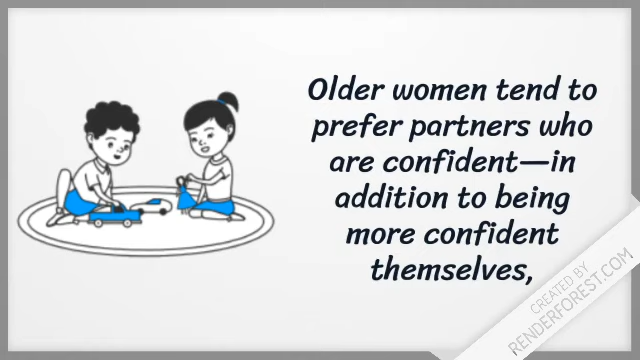 Older women tend to
prefer partners who
are confident—in
addition to being
more confident
themselves,
CREATED BY
RENDERFOREST.COM